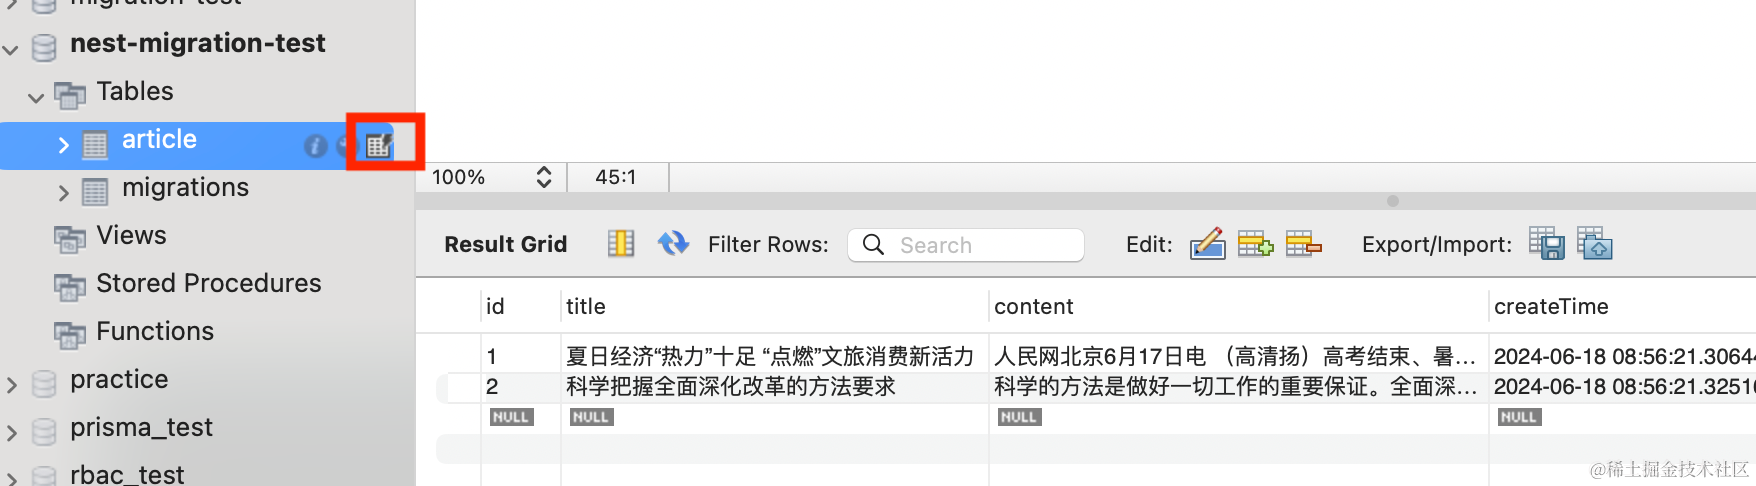 migration-test
nest-migration-test
Tables
article
migrations
Views
Stored Procedures
Functions
practice
prisma_test
rbac_test
100%
45:1
Result Grid
Filter Rows:
Search
Edit:
Export/Import:
id title content createTime
1 夏日经济“热力”十足 “点燃”文旅消费新活力 人民网北京6月17日电 （高清扬）高考结束、暑… 2024-06-18 08:56:21.30644
2 科学把握全面深化改革的方法要求 科学的方法是做好一切工作的重要保证。全面深… 2024-06-18 08:56:21.32510
NULL NULL NULL NULL
@稀土掘金技术社区